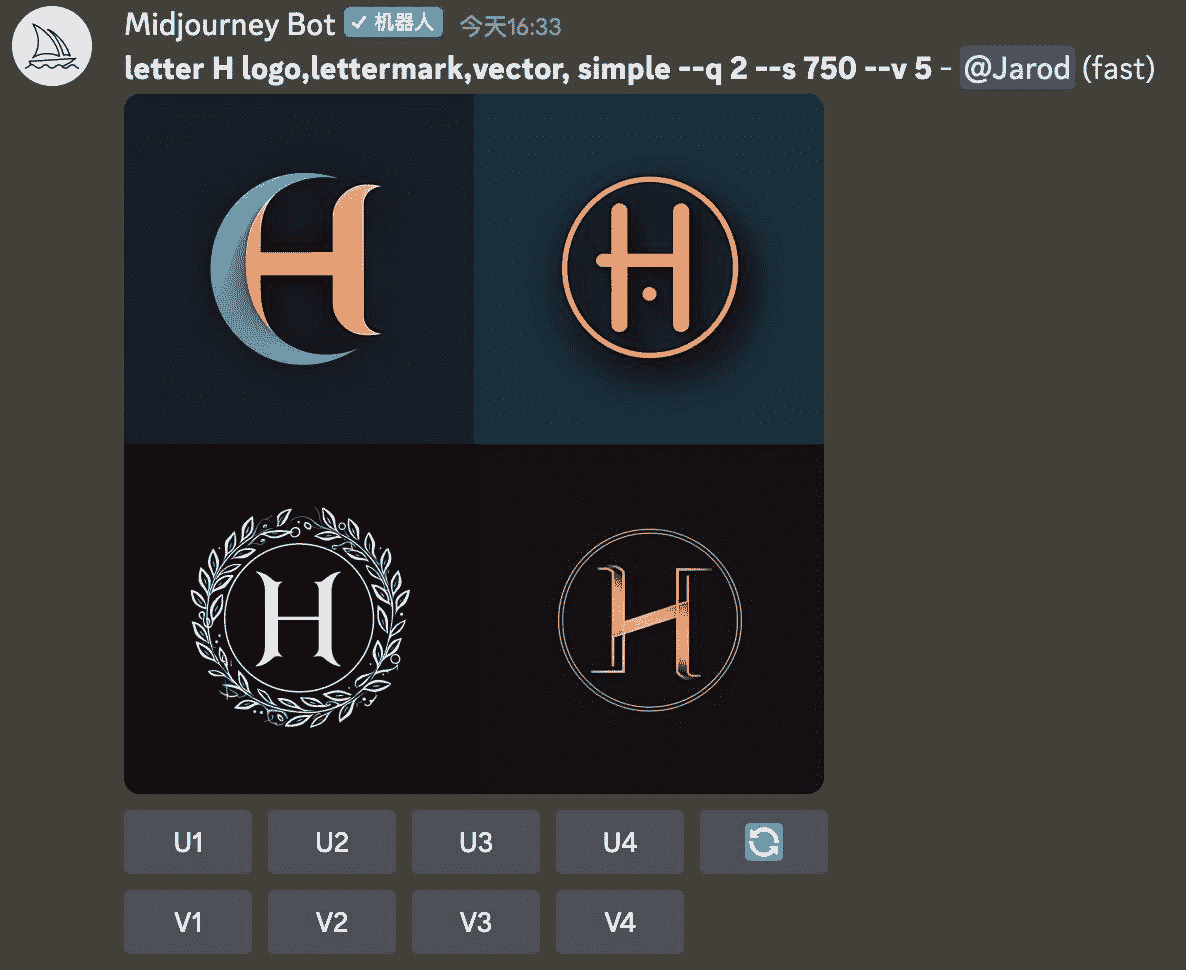 Midjourney Bot ✓ 机器人 今天16:33
letter H logo,lettermark,vector, simple --q 2 --s 750 --v 5 - @Jarod (fast)
H H
H H
U1 U2 U3 U4
V1 V2 V3 V4